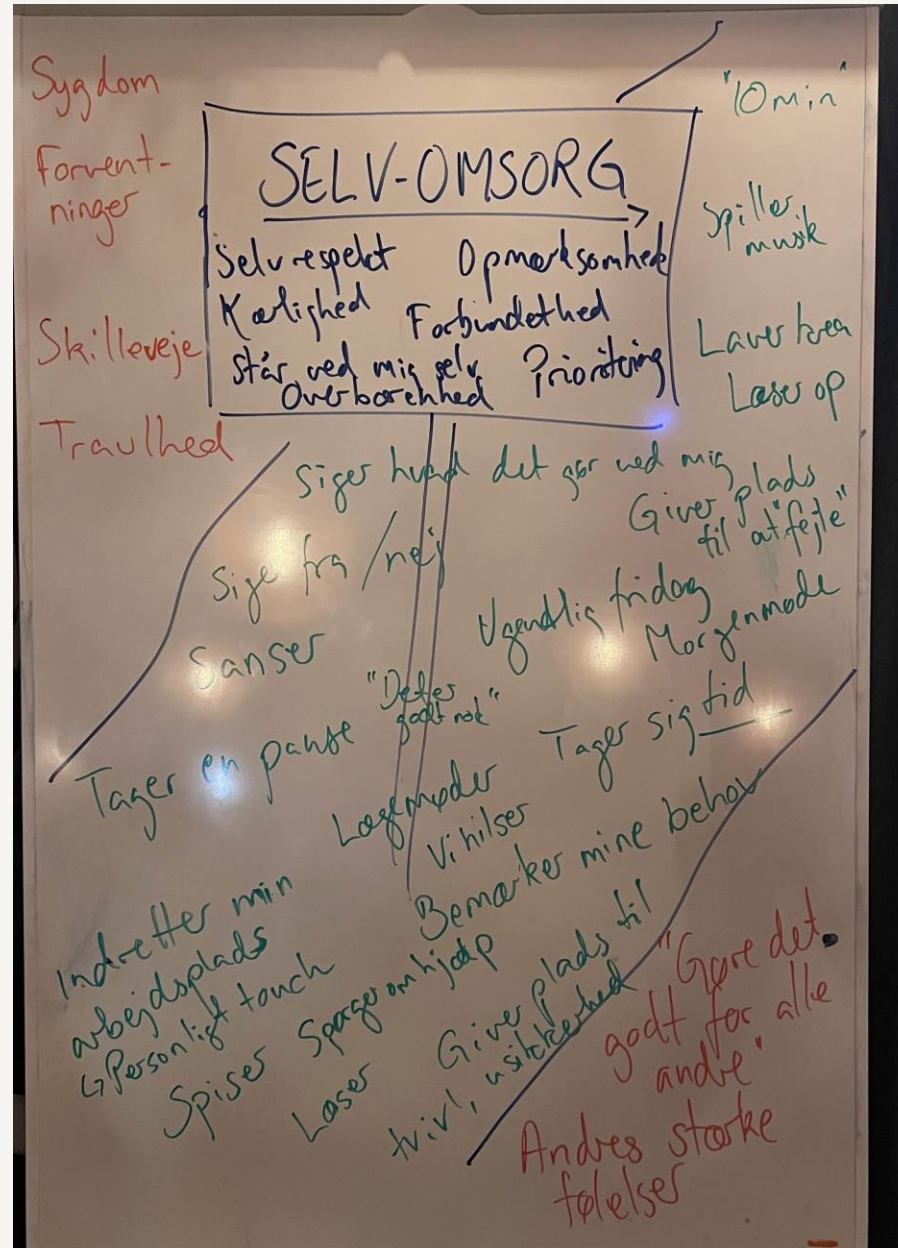 Sygdom
Forvent-
ninger
Skilleveje
Travlhed
SELV-OMSORG
Selvrespekt Opmærksomhed
Kærlighed Forbundethed
Står ved mig selv Prioritering
Overbærenhed
"10 min"
Spiller
musik
Laver krea
Læser op
Siger hvad det gør ved mig
Giver plads
til at "fejle"
Sige fra / nej
Ugentlig fridag
Morgenmøde
Sanser
"Det er
godt nok"
Tager en pause
Tager sig tid
Lægemøder
Vi hilser
Bemærker mine behov
Indretter min
arbejdsplads
↳ Personligt touch
Spiser Spørger om hjælp
Læser Giver plads til
tvivl, usikkerhed
"Gøre det
godt for alle
andre"
Andres stærke
følelser